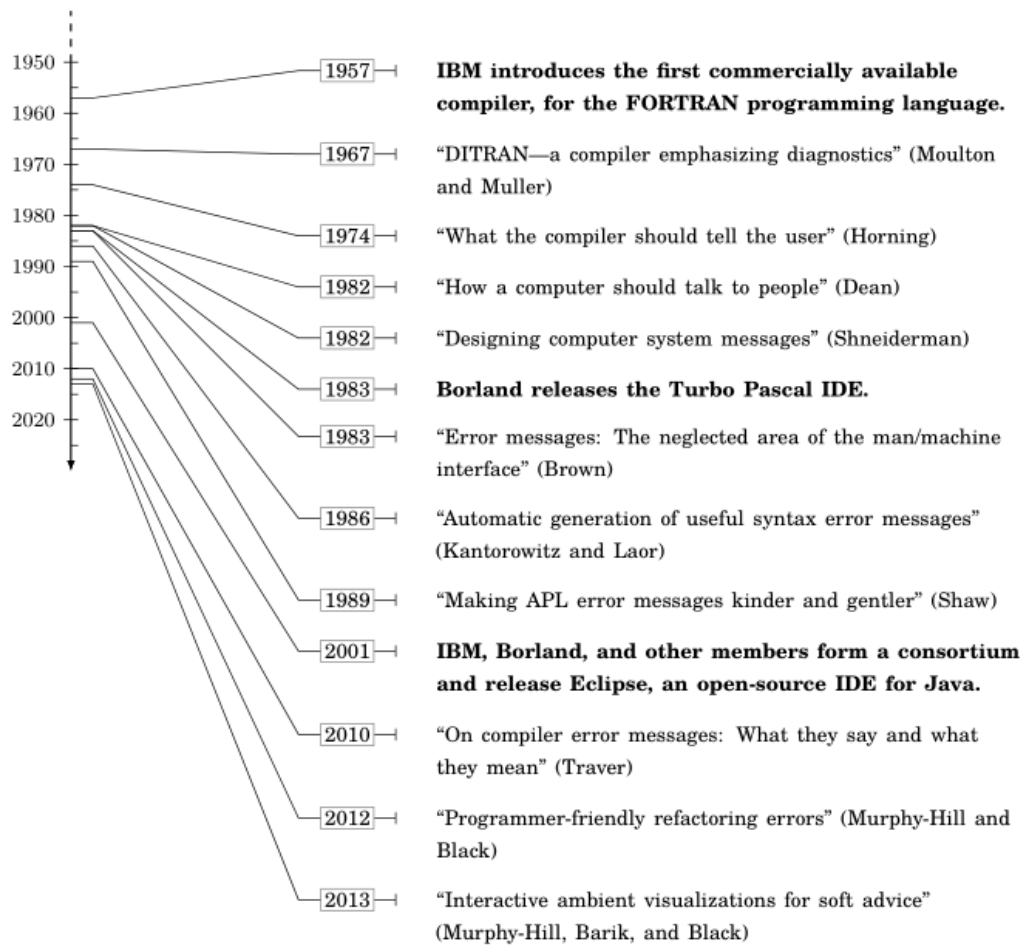 1950
1960
1970
1980
1990
2000
2010
2020
1957 IBM introduces the first commercially available
compiler, for the FORTRAN programming language.
1967 “DITRAN—a compiler emphasizing diagnostics” (Moulton
and Muller)
1974 “What the compiler should tell the user” (Horning)
1982 “How a computer should talk to people” (Dean)
1982 “Designing computer system messages” (Shneiderman)
1983 Borland releases the Turbo Pascal IDE.
1983 “Error messages: The neglected area of the man/machine
interface” (Brown)
1986 “Automatic generation of useful syntax error messages”
(Kantorowitz and Laor)
1989 “Making APL error messages kinder and gentler” (Shaw)
2001 IBM, Borland, and other members form a consortium
and release Eclipse, an open-source IDE for Java.
2010 “On compiler error messages: What they say and what
they mean” (Traver)
2012 “Programmer-friendly refactoring errors” (Murphy-Hill and
Black)
2013 “Interactive ambient visualizations for soft advice”
(Murphy-Hill, Barik, and Black)